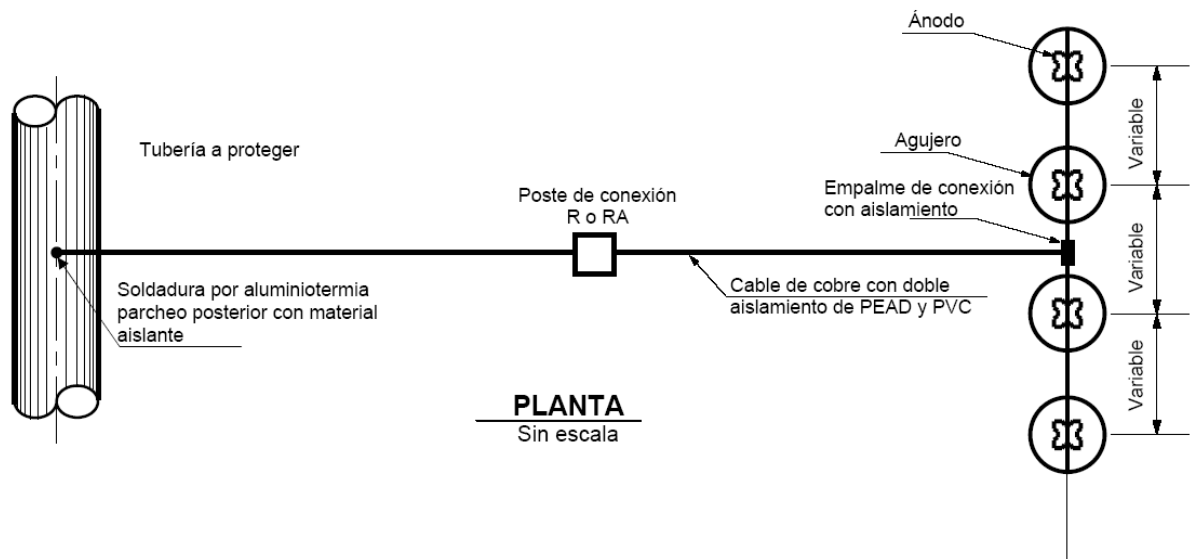 Ánodo
Tubería a proteger
Agujero
Variable
Poste de conexión
R o RA
Empalme de conexión
con aislamiento
Variable
Soldadura por aluminiotermia
parcheo posterior con material
aislante
Cable de cobre con doble
aislamiento de PEAD y PVC
Variable
PLANTA
Sin escala